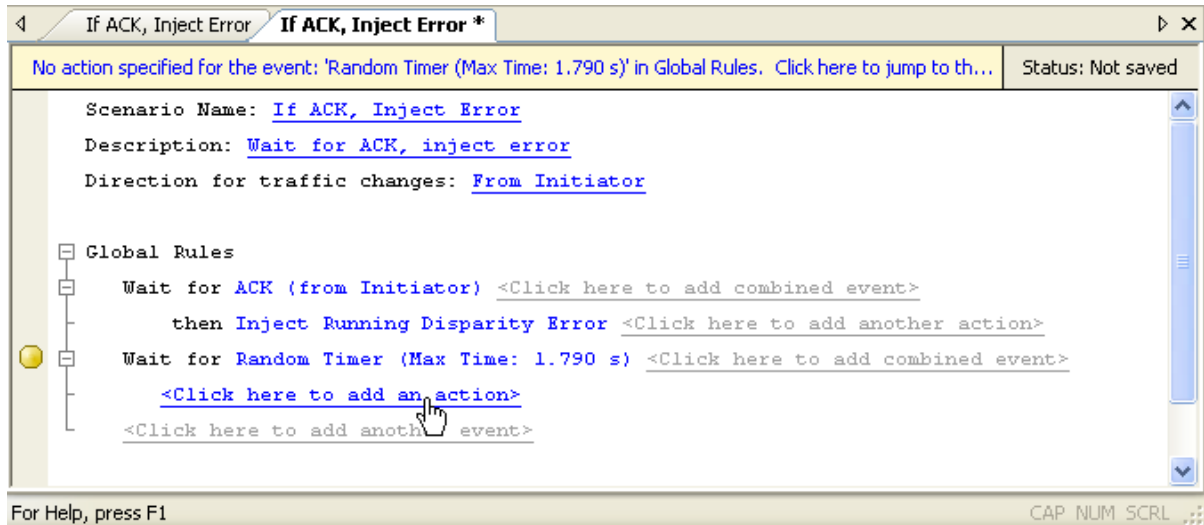 If ACK, Inject Error If ACK, Inject Error *
No action specified for the event: 'Random Timer (Max Time: 1.790 s)' in Global Rules. Click here to jump to th... Status: Not saved
Scenario Name: If ACK, Inject Error
Description: Wait for ACK, inject error
Direction for traffic changes: From Initiator
Global Rules
Wait for ACK (from Initiator) <Click here to add combined event>
then Inject Running Disparity Error <Click here to add another action>
Wait for Random Timer (Max Time: 1.790 s) <Click here to add combined event>
<Click here to add an action>
<Click here to add anoth event>
For Help, press F1 CAP NUM SCRL